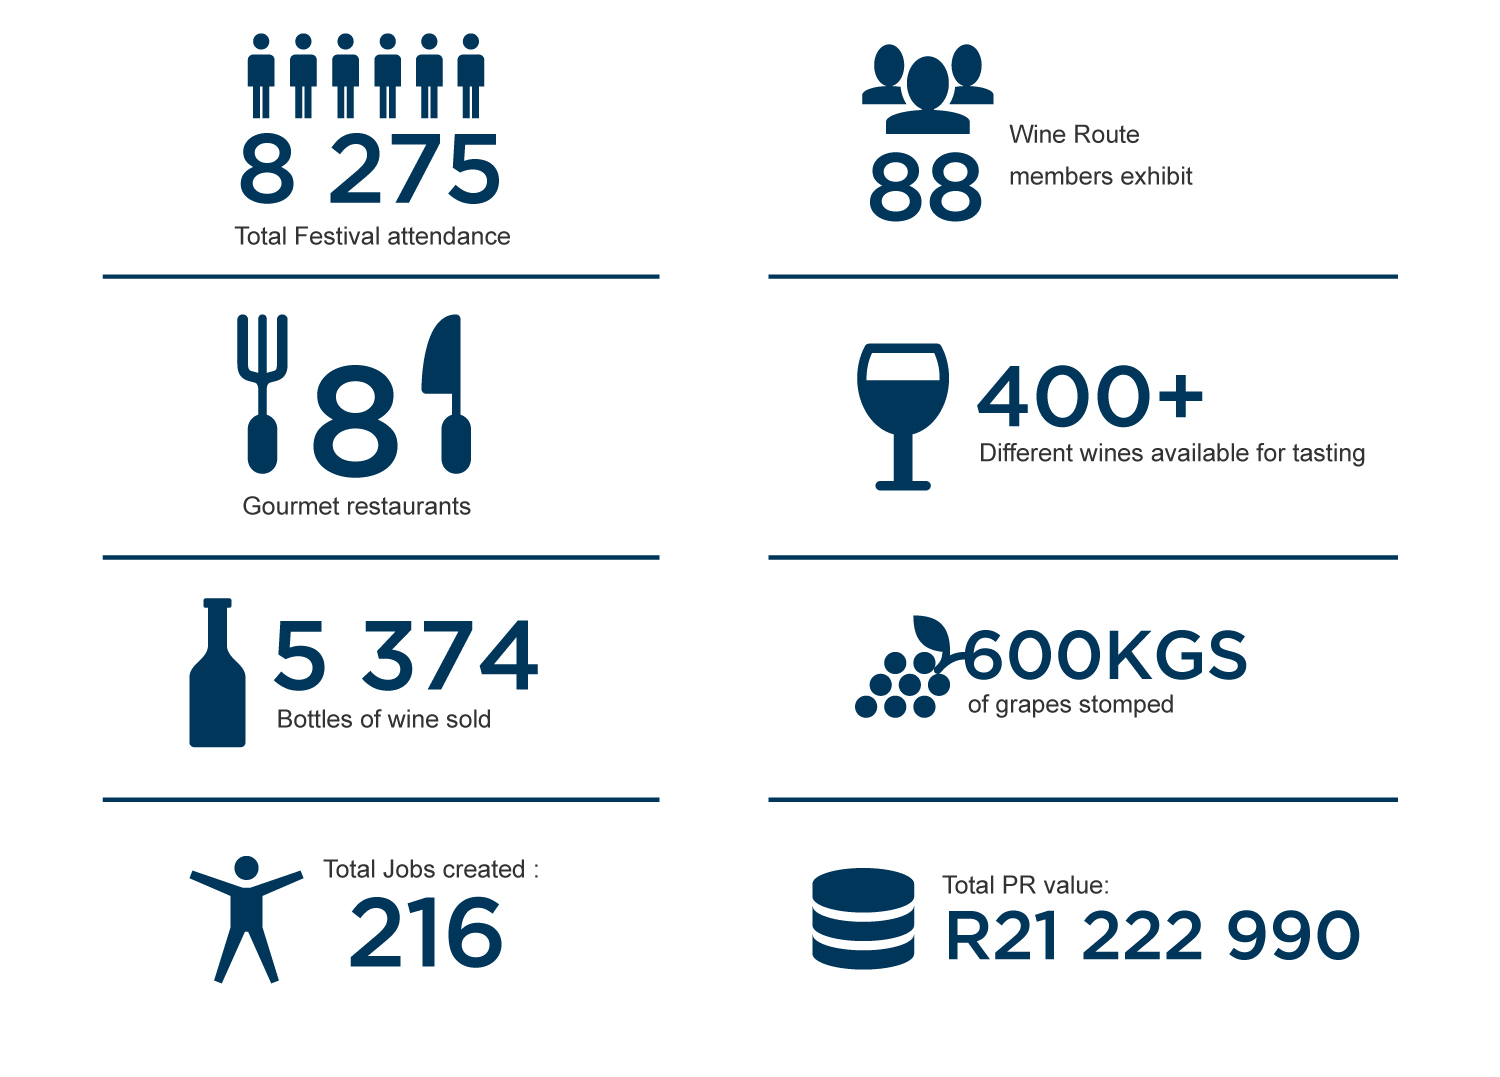 8 275
Total Festival attendance
88
Wine Route
members exhibit
8
Gourmet restaurants
400+
Different wines available for tasting
5 374
Bottles of wine sold
600KGS
of grapes stomped
Total Jobs created :
216
Total PR value:
R21 222 990